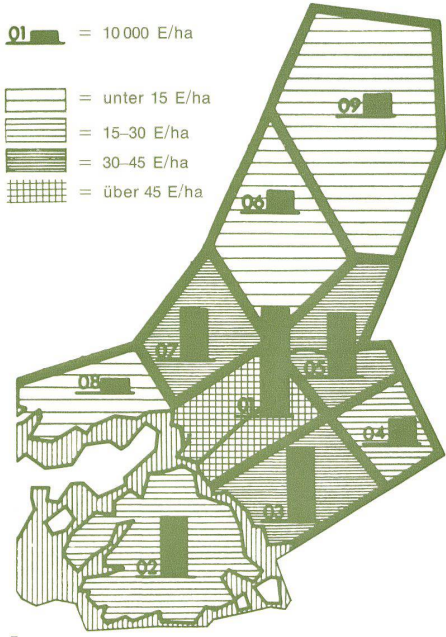 01 = 10 000 E/ha
= unter 15 E/ha
= 15–30 E/ha
= 30–45 E/ha
= über 45 E/ha
09
06
07
05
08
01
04
03
02